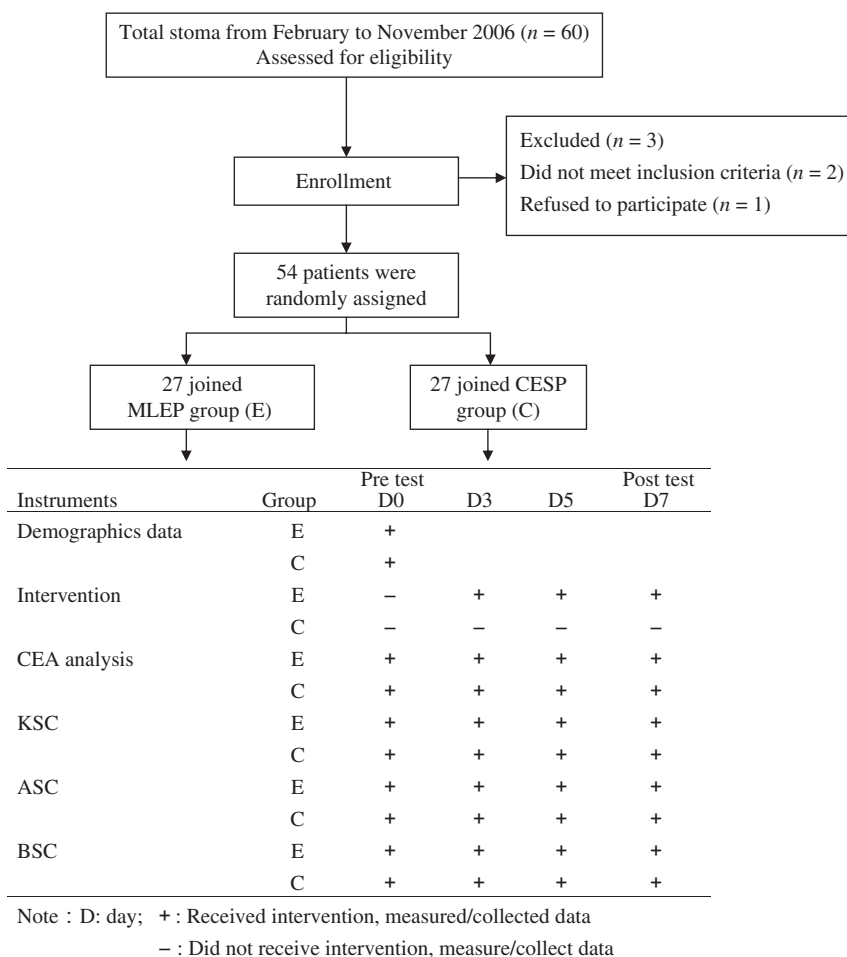 Total stoma from February to November 2006 (n = 60)
Assessed for eligibility
Excluded (n = 3)
Did not meet inclusion criteria (n = 2)
Refused to participate (n = 1)
Enrollment
54 patients were
randomly assigned
27 joined
MLEP group (E)
27 joined CESP
group (C)
Pre test Post test
Instruments Group D0 D3 D5 D7
Demographics data E +
C +
Intervention E – + + +
C – – – –
CEA analysis E + + + +
C + + + +
KSC E + + + +
C + + + +
ASC E + + + +
C + + + +
BSC E + + + +
C + + + +
Note : D: day; + : Received intervention, measured/collected data
– : Did not receive intervention, measure/collect data